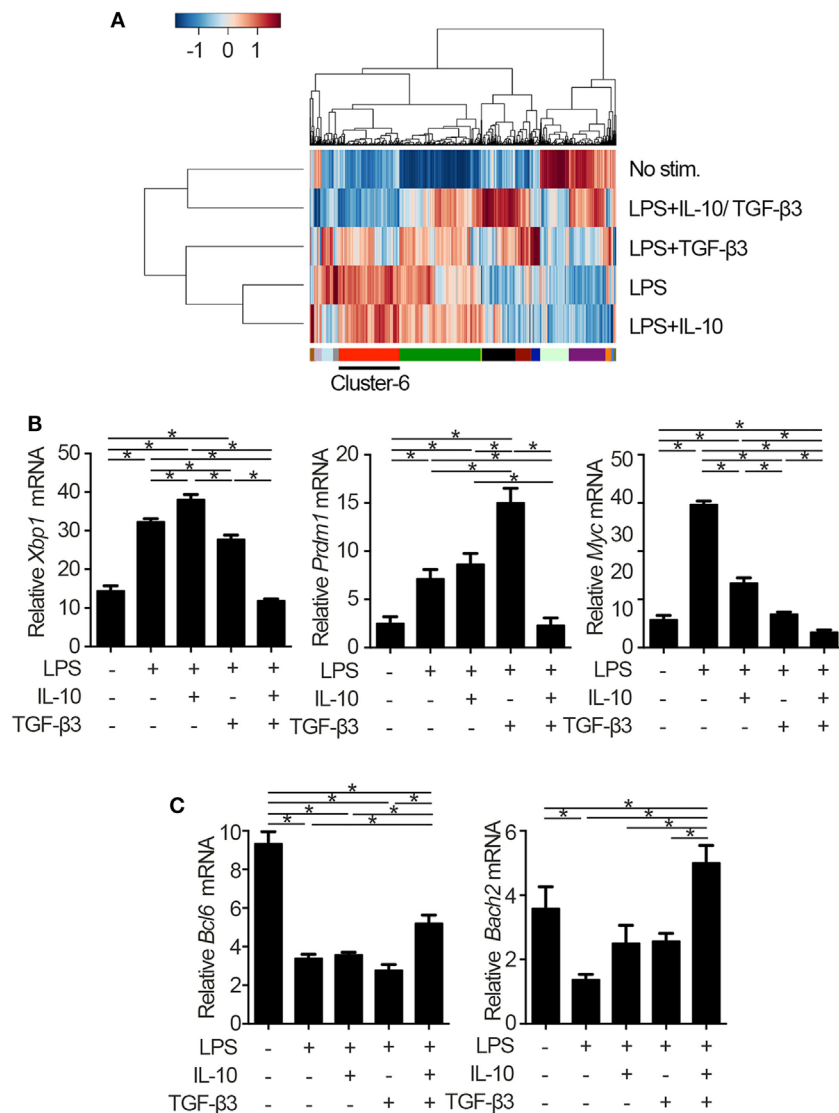 A
-1 0 1
No stim.
LPS+IL-10/ TGF-β3
LPS+TGF-β3
LPS
LPS+IL-10
Cluster-6
B
Relative Xbp1 mRNA
50
40
30
20
10
0
* * * * * * * * *
LPS - + + + +
IL-10 - - + - +
TGF-β3 - - - + +
Relative Prdm1 mRNA
20
15
10
5
0
* * * * * * * *
LPS - + + + +
IL-10 - - + - +
TGF-β3 - - - + +
Relative Myc mRNA
40
30
20
10
0
* * * * * * * *
LPS - + + + +
IL-10 - - + - +
TGF-β3 - - - + +
C
Relative Bcl6 mRNA
10
8
6
4
2
0
* * * * * * *
LPS - + + + +
IL-10 - - + - +
TGF-β3 - - - + +
Relative Bach2 mRNA
6
4
2
0
* * * * *
LPS - + + + +
IL-10 - - + - +
TGF-β3 - - - + +